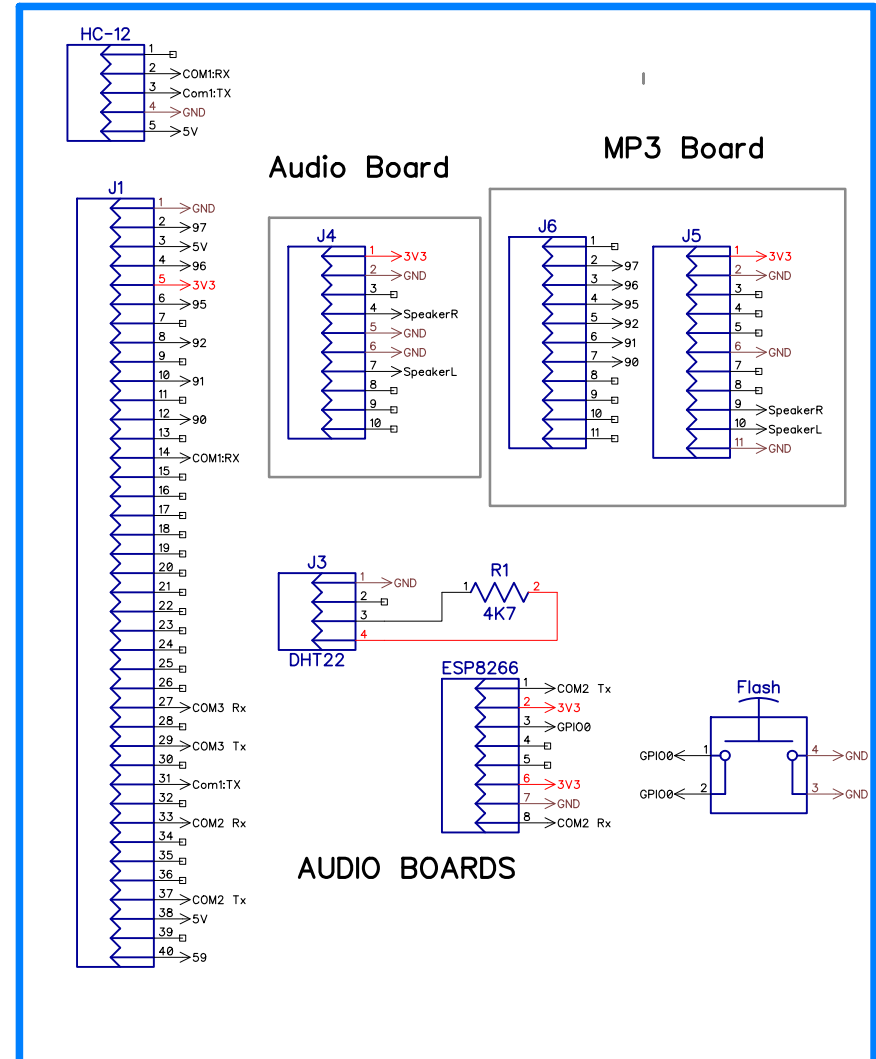 HC-12
1
2 COM1:RX
3 Com1:TX
4 GND
5 5V
J1
1 GND
2 97
3 5V
4 96
5 3V3
6 95
7
8 92
9
10 91
11
12 90
13
14 COM1:RX
15
16
17
18
19
20
21
22
23
24
25
26
27 COM3 Rx
28
29 COM3 Tx
30
31 Com1:TX
32
33 COM2 Rx
34
35
36
37 COM2 Tx
38 5V
39
40 59
Audio Board
J4
1 3V3
2 GND
3
4 SpeakerR
5 GND
6 GND
7 SpeakerL
8
9
10
MP3 Board
J6
1
2 97
3 96
4 95
5 92
6 91
7 90
8
9
10
11
J5
1 3V3
2 GND
3
4
5
6 GND
7
8
9 SpeakerR
10 SpeakerL
11 GND
J3
1 GND
2
3
4
DHT22
R1
1 2
4K7
ESP8266
1 COM2 Tx
2 3V3
3 GPIO0
4
5
6 3V3
7 GND
8 COM2 Rx
Flash
GPIO0 1 4 GND
GPIO0 2 3 GND
AUDIO BOARDS